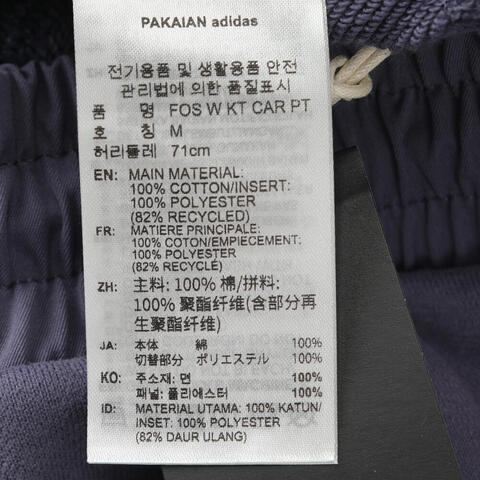 PAKAIAN adidas
전기용품 및 생활용품 안전
관리법에 의한 품질표시
품 명 FOS W KT CAR PT
호 칭 M
허리둘레 71cm
EN: MAIN MATERIAL:
100% COTTON/INSERT:
100% POLYESTER
(82% RECYCLED)
FR: MATIERE PRINCIPALE:
100% COTON/EMPIECEMENT:
100% POLYESTER
(82% RECYCLÉ)
ZH: 主料: 100% 棉/拼料:
100% 聚酯纤维(含部分再
生聚酯纤维)
JA: 本体 綿 100%
切替部分 ポリエステル 100%
KO: 주소재: 면 100%
패널: 폴리에스터 100%
ID: MATERIAL UTAMA: 100% KATUN/
INSET: 100% POLYESTER
(82% DAUR ULANG)